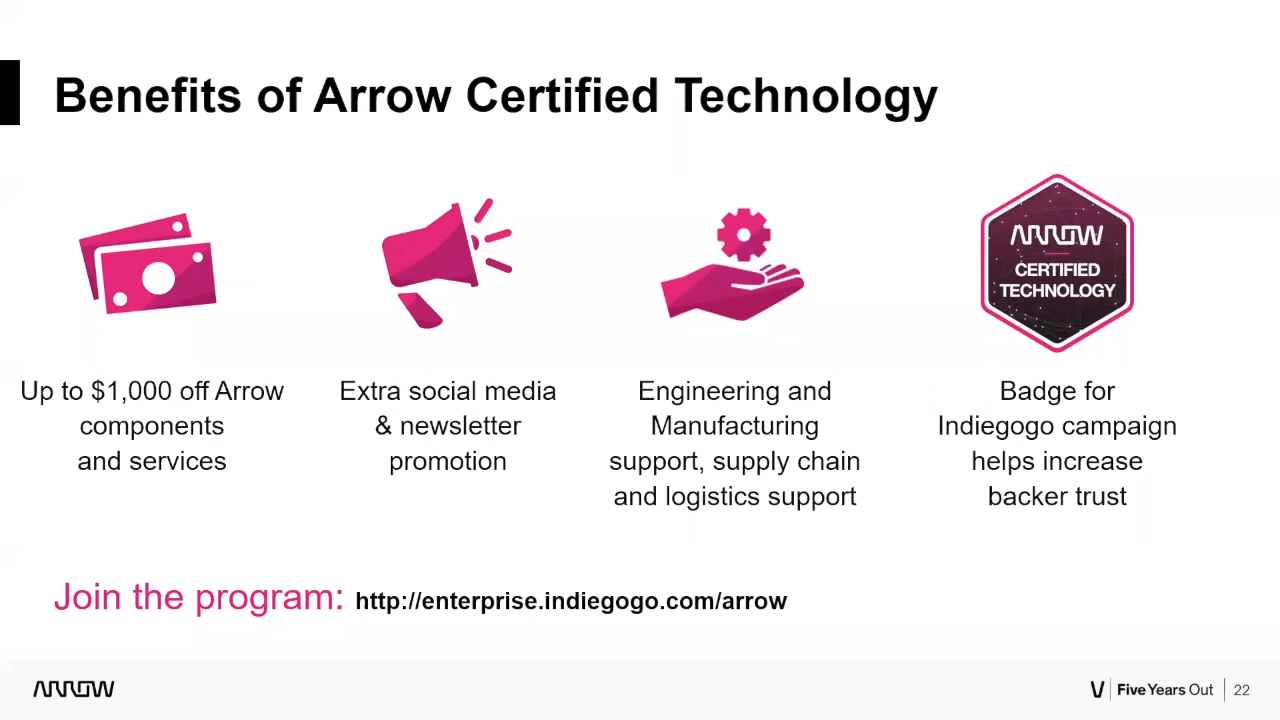 Benefits of Arrow Certified Technology
ARROW
CERTIFIED
TECHNOLOGY
Up to $1,000 off Arrow
components
and services
Extra social media
& newsletter
promotion
Engineering and
Manufacturing
support, supply chain
and logistics support
Badge for
Indiegogo campaign
helps increase
backer trust
Join the program: http://enterprise.indiegogo.com/arrow
ARROW
Five Years Out 22